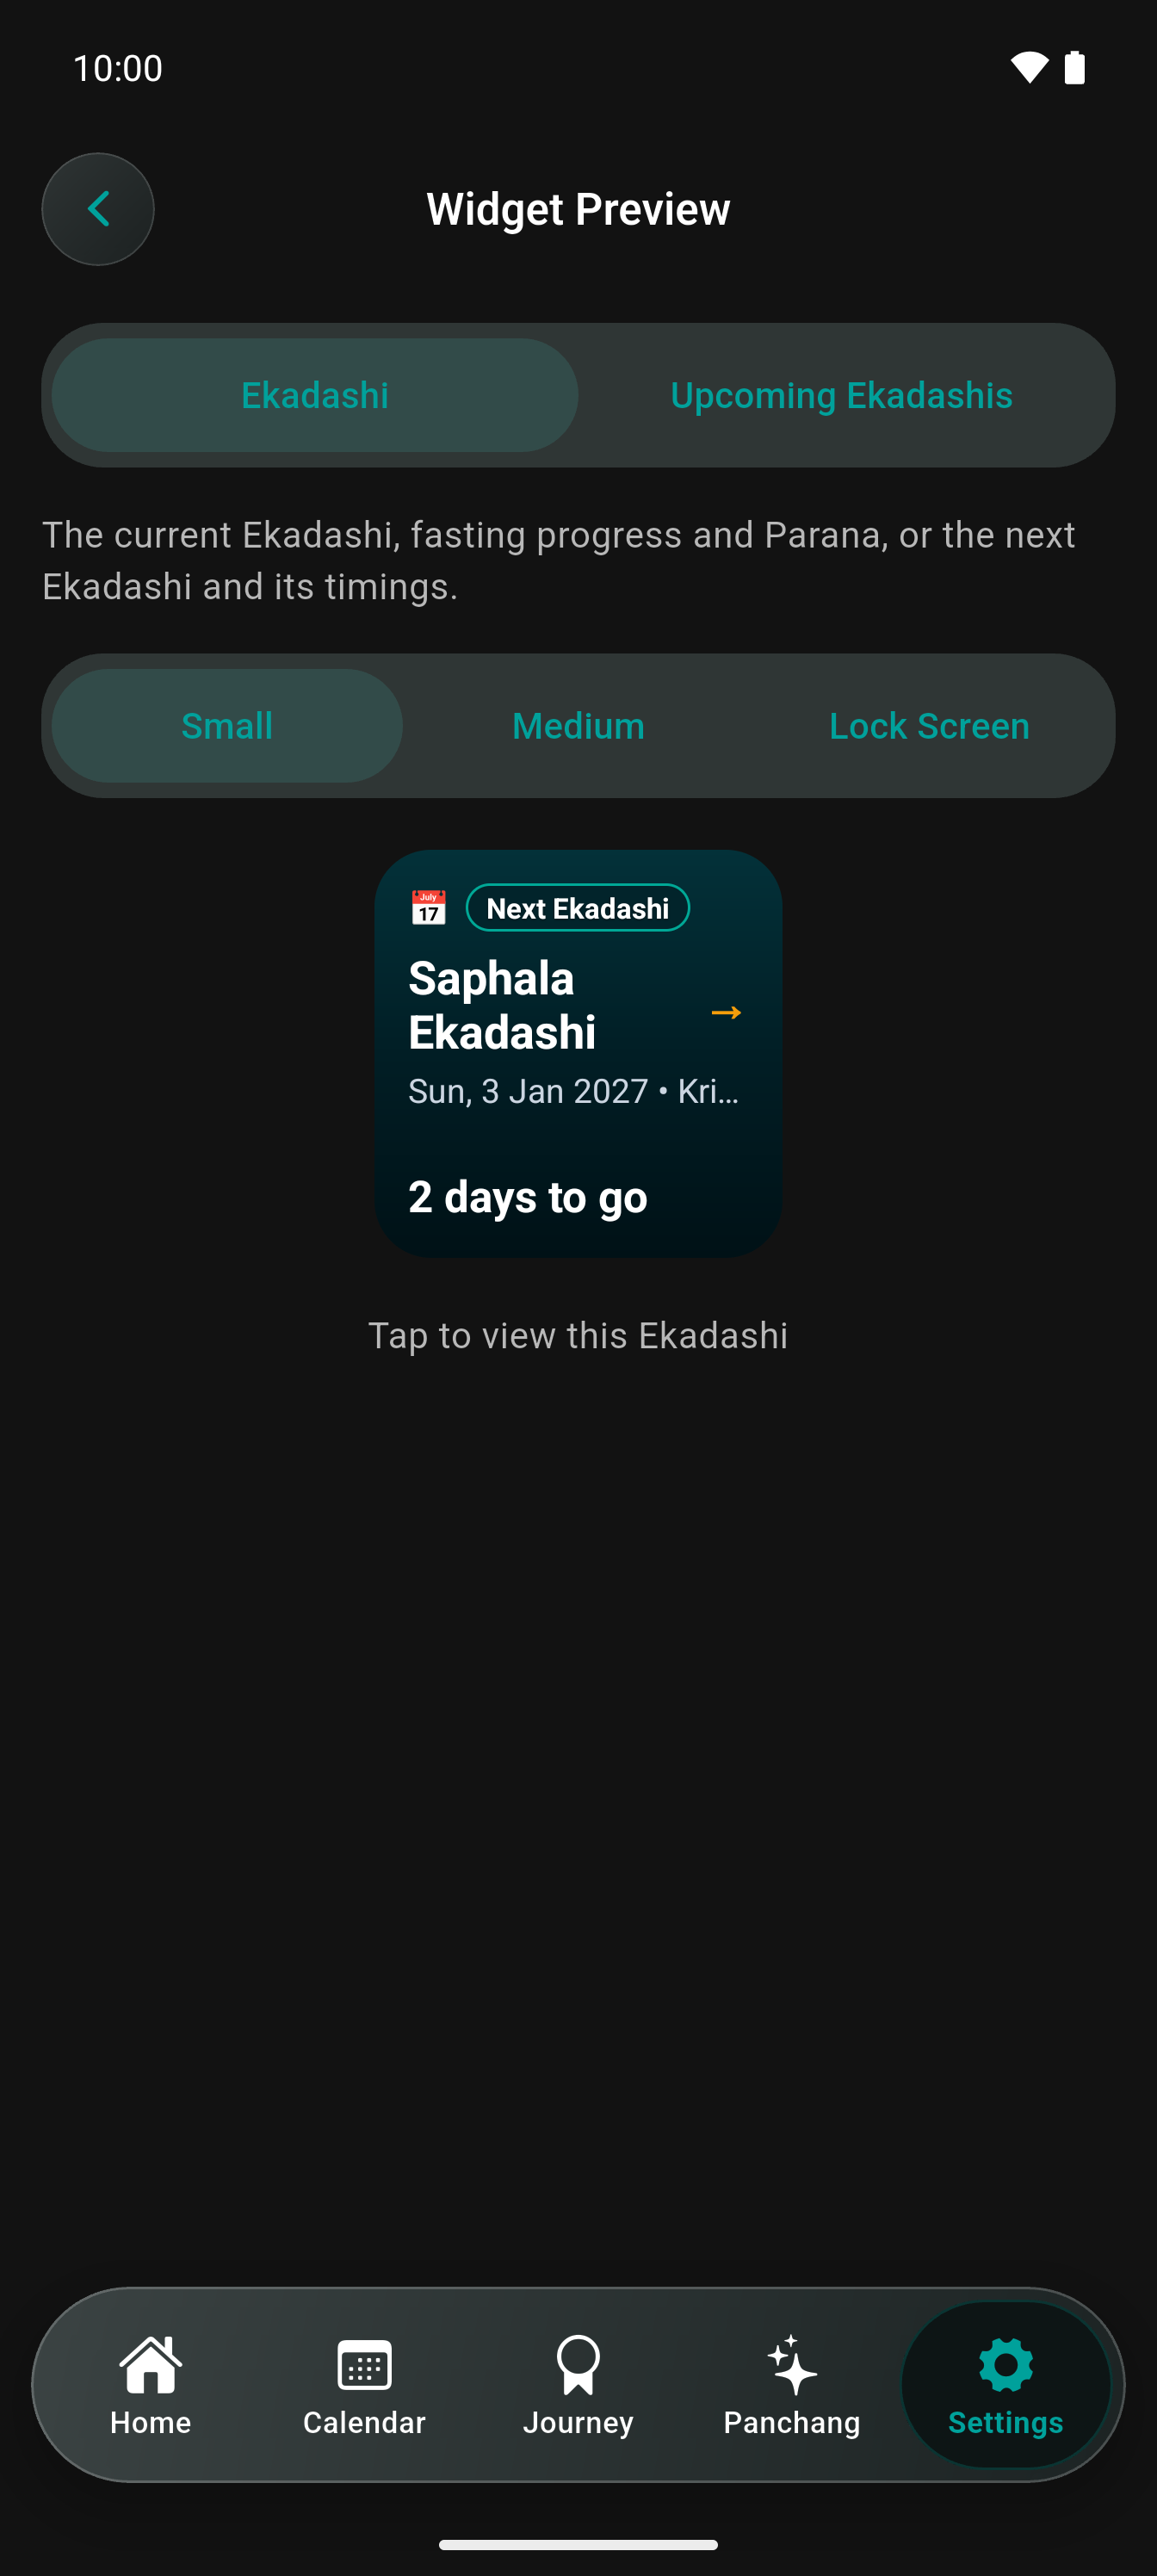 10:00
Widget Preview
Ekadashi
Upcoming Ekadashis
The current Ekadashi, fasting progress and Parana, or the next
Ekadashi and its timings.
Small
Medium
Lock Screen
July
17
Next Ekadashi
Saphala
Ekadashi
→
Sun, 3 Jan 2027 • Kri…
2 days to go
Tap to view this Ekadashi
Home
Calendar
Journey
Panchang
Settings